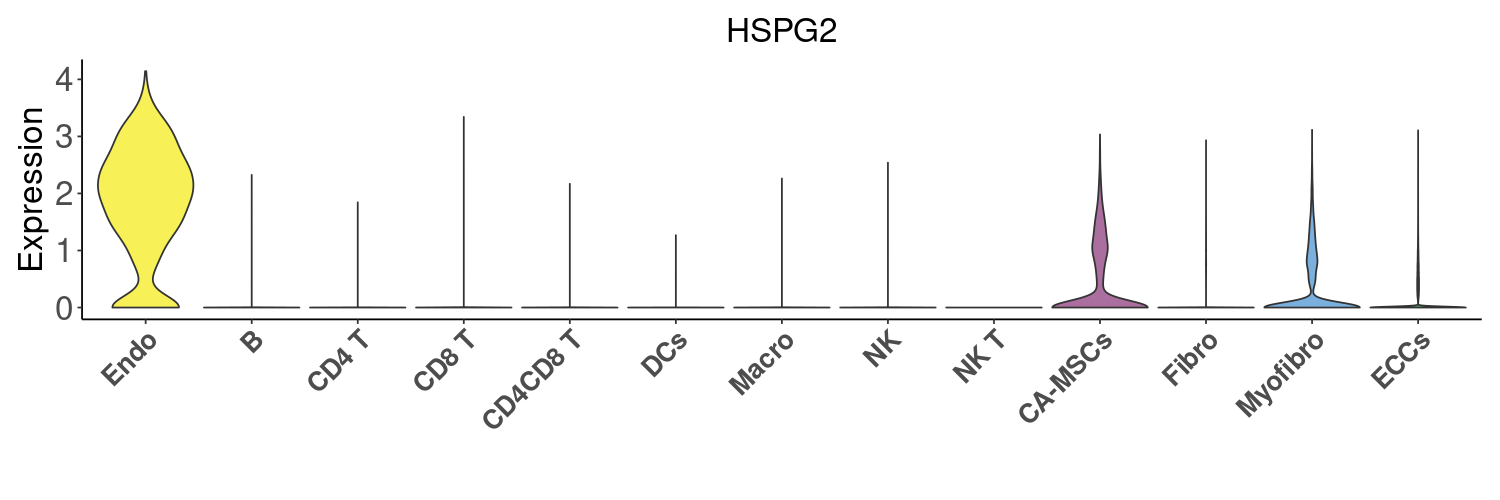 HSPG2
Expression
4
3
2
1
0
Endo
B
CD4 T
CD8 T
CD4CD8 T
DCs
Macro
NK
NK T
CA-MSCs
Fibro
Myofibro
ECCs